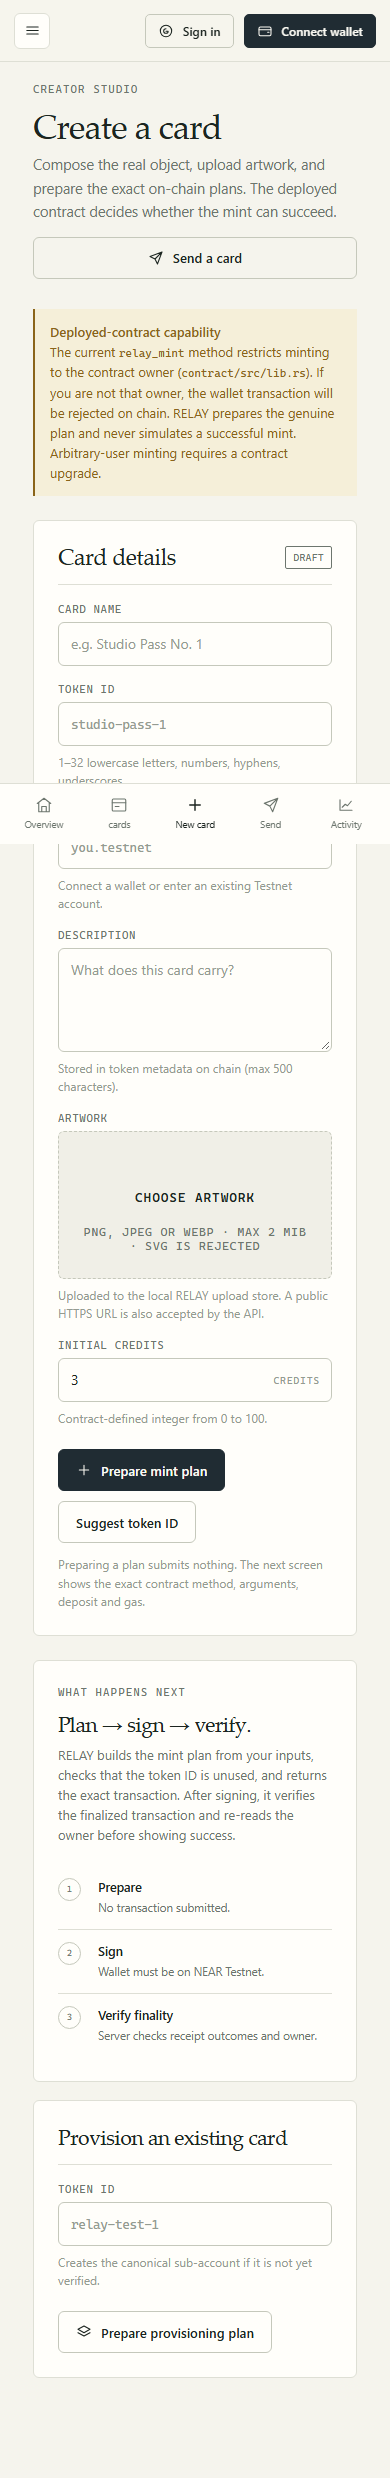 Sign in
Connect wallet
CREATOR STUDIO
Create a card
Compose the real object, upload artwork, and
prepare the exact on-chain plans. The deployed
contract decides whether the mint can succeed.
Send a card
Deployed-contract capability
The current relay_mint method restricts minting
to the contract owner (contract/src/lib.rs). If
you are not that owner, the wallet transaction will
be rejected on chain. RELAY prepares the genuine
plan and never simulates a successful mint.
Arbitrary-user minting requires a contract
upgrade.
Card details
DRAFT
CARD NAME
e.g. Studio Pass No. 1
TOKEN ID
studio-pass-1
1–32 lowercase letters, numbers, hyphens,
underscores.
Overview
cards
New card
Send
Activity
you.testnet
Connect a wallet or enter an existing Testnet
account.
DESCRIPTION
What does this card carry?
Stored in token metadata on chain (max 500
characters).
ARTWORK
CHOOSE ARTWORK
PNG, JPEG OR WEBP · MAX 2 MIB
· SVG IS REJECTED
Uploaded to the local RELAY upload store. A public
HTTPS URL is also accepted by the API.
INITIAL CREDITS
3
CREDITS
Contract-defined integer from 0 to 100.
Prepare mint plan
Suggest token ID
Preparing a plan submits nothing. The next screen
shows the exact contract method, arguments,
deposit and gas.
WHAT HAPPENS NEXT
Plan → sign → verify.
RELAY builds the mint plan from your inputs,
checks that the token ID is unused, and returns
the exact transaction. After signing, it verifies
the finalized transaction and re-reads the
owner before showing success.
1
Prepare
No transaction submitted.
2
Sign
Wallet must be on NEAR Testnet.
3
Verify finality
Server checks receipt outcomes and owner.
Provision an existing card
TOKEN ID
relay-test-1
Creates the canonical sub-account if it is not yet
verified.
Prepare provisioning plan